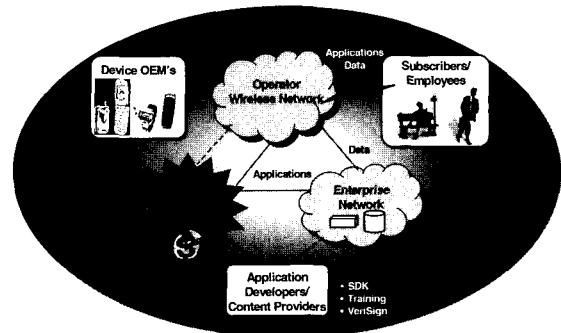 Device OEM's
Operator
Wireless Network
Applications
Data
Subscribers/
Employees
Data
Applications
Enterprise
Network
Application
Developers/
Content Providers
• SDK
• Training
• VeriSign